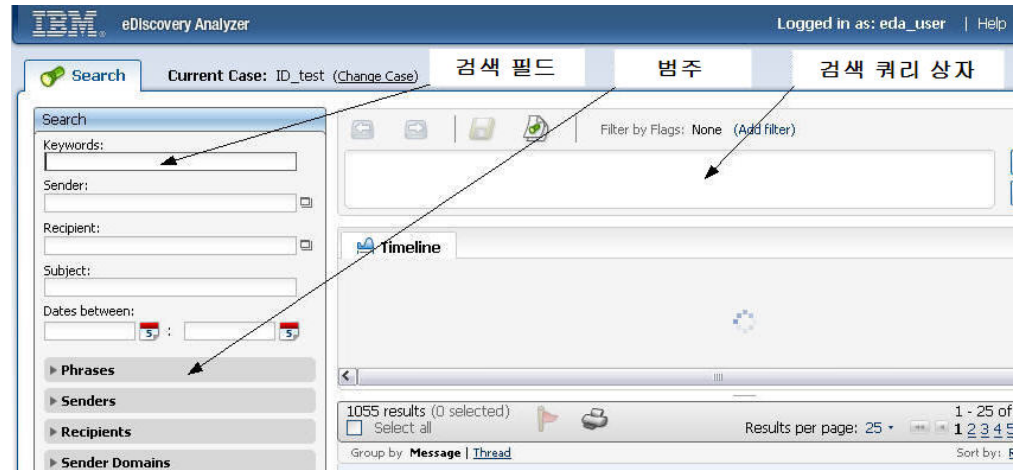 IBM. eDiscovery Analyzer
Logged in as: eda_user | Help
Search
Current Case: ID_test (Change Case)
검색 필드
범주
검색 쿼리 상자
Search
Keywords:
Sender:
Recipient:
Subject:
Dates between:
5 : 5
Phrases
Senders
Recipients
Sender Domains
Filter by Flags: None (Add filter)
Timeline
1055 results (0 selected)
Select all
Results per page: 25
1 - 25 of
1 2 3 4 5
Group by Message | Thread
Sort by: